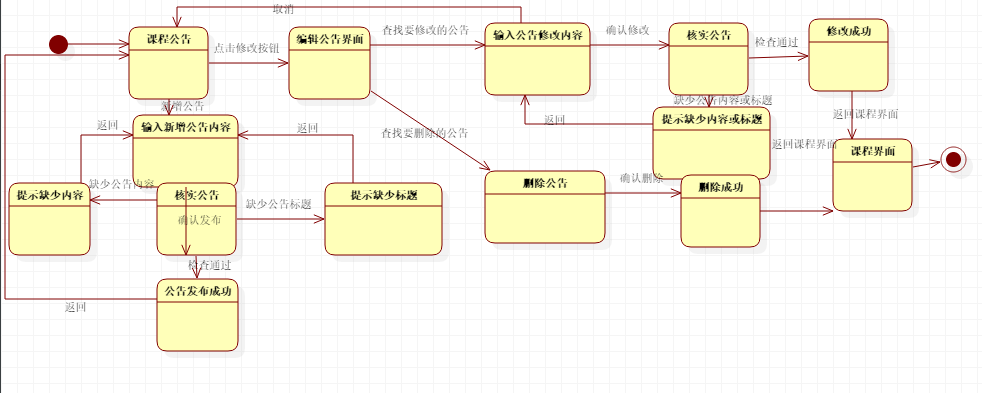 取消
课程公告
编辑公告界面
输入公告修改内容
核实公告
修改成功
点击修改按钮
查找要修改的公告
确认修改
检查通过
新增公告
缺少公告内容或标题
返回课程界面
输入新增公告内容
提示缺少内容或标题
返回
返回
返回
查找要删除的公告
返回课程界面
课程界面
提示缺少内容
缺少公告内容
核实公告
提示缺少标题
删除公告
确认删除
删除成功
缺少公告标题
确认发布
检查通过
公告发布成功
返回